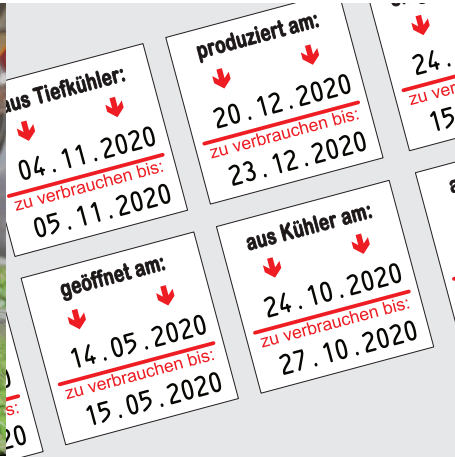 aus Tiefkühler:
04.11.2020
zu verbrauchen bis:
05.11.2020
produziert am:
20.12.2020
zu verbrauchen bis:
23.12.2020
24.
zu ver
15
geöffnet am:
14.05.2020
zu verbrauchen bis:
15.05.2020
aus Kühler am:
24.10.2020
zu verbrauchen bis:
27.10.2020
s:
20